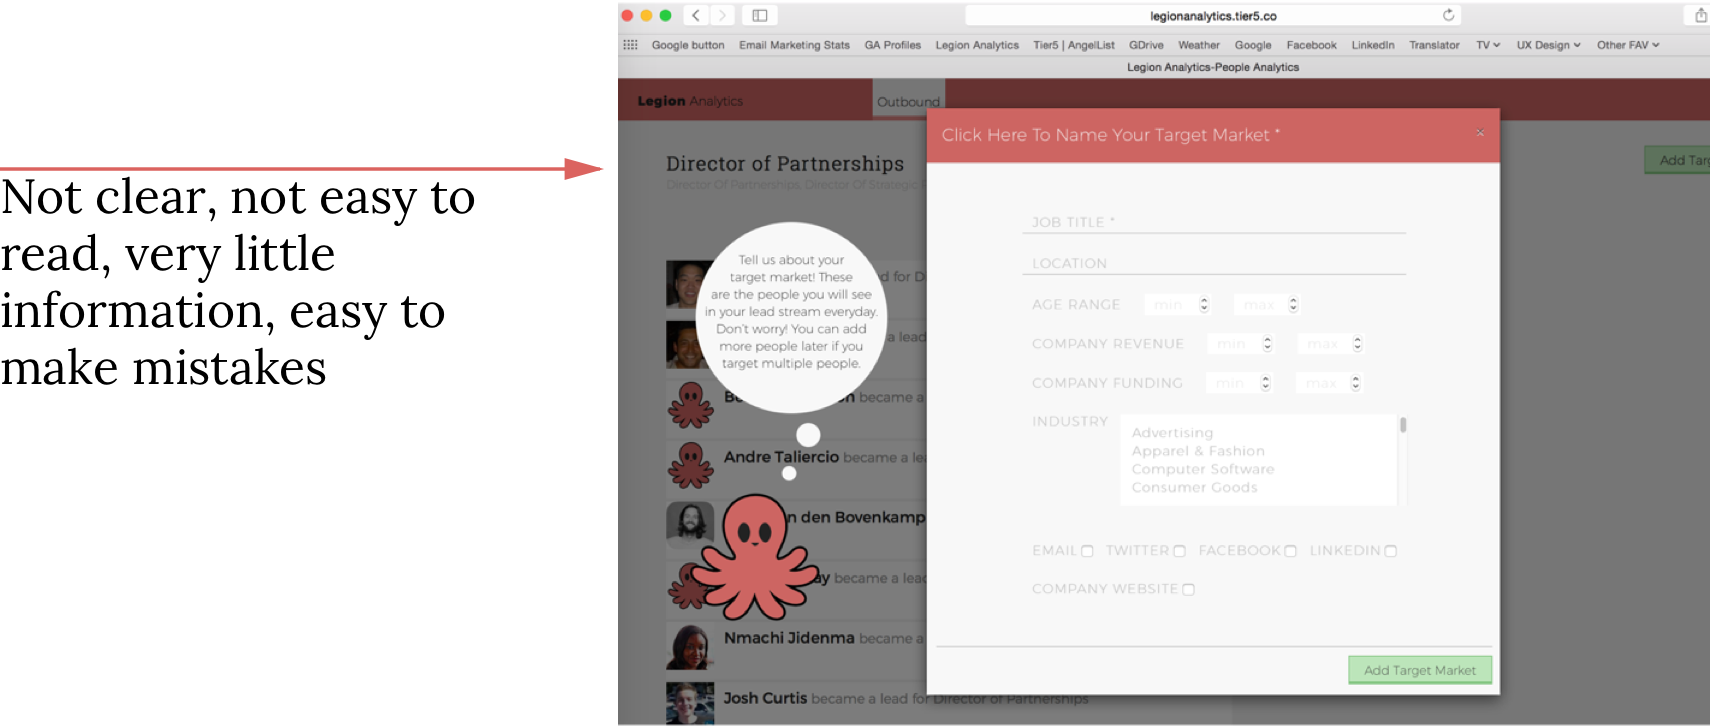 Not clear, not easy to
read, very little
information, easy to
make mistakes
legionanalytics.tier5.co
Google button Email Marketing Stats GA Profiles Legion Analytics Tier5 | AngelList GDrive Weather Google Facebook LinkedIn Translator TV UX Design Other FAV
Legion Analytics-People Analytics
Legion Analytics
Outbound
Director of Partnerships
Director Of Partnerships, Director Of Strategic
Add Tar
Tell us about your
target market! These
are the people you will see
in your lead stream everyday.
Don't worry! You can add
more people later if you
target multiple people.
d for D
a lead
became a
Andre Taliercio became a le
n den Bovenkamp
ay became a lead
Nmachi Jidenma became a
Josh Curtis became a lead for Director of Partnerships
Click Here To Name Your Target Market *
×
JOB TITLE *
LOCATION
AGE RANGE min max
COMPANY REVENUE min max
COMPANY FUNDING min max
INDUSTRY
Advertising
Apparel & Fashion
Computer Software
Consumer Goods
EMAIL TWITTER FACEBOOK LINKEDIN
COMPANY WEBSITE
Add Target Market